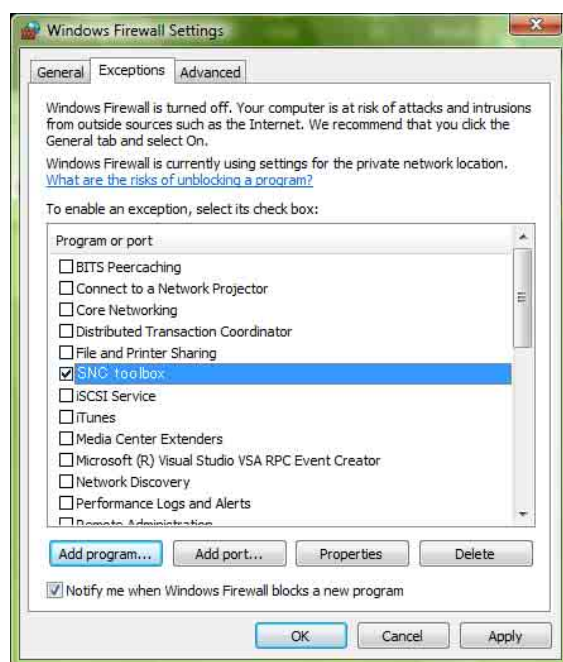 Windows Firewall Settings
General Exceptions Advanced
Windows Firewall is turned off. Your computer is at risk of attacks and intrusions
from outside sources such as the Internet. We recommend that you click the
General tab and select On.
Windows Firewall is currently using settings for the private network location.
What are the risks of unblocking a program?
To enable an exception, select its check box:
Program or port
BITS Peercaching
Connect to a Network Projector
Core Networking
Distributed Transaction Coordinator
File and Printer Sharing
SNC toolbox
iSCSI Service
iTunes
Media Center Extenders
Microsoft (R) Visual Studio VSA RPC Event Creator
Network Discovery
Performance Logs and Alerts
Remote Administration
Add program... Add port... Properties Delete
Notify me when Windows Firewall blocks a new program
OK Cancel Apply